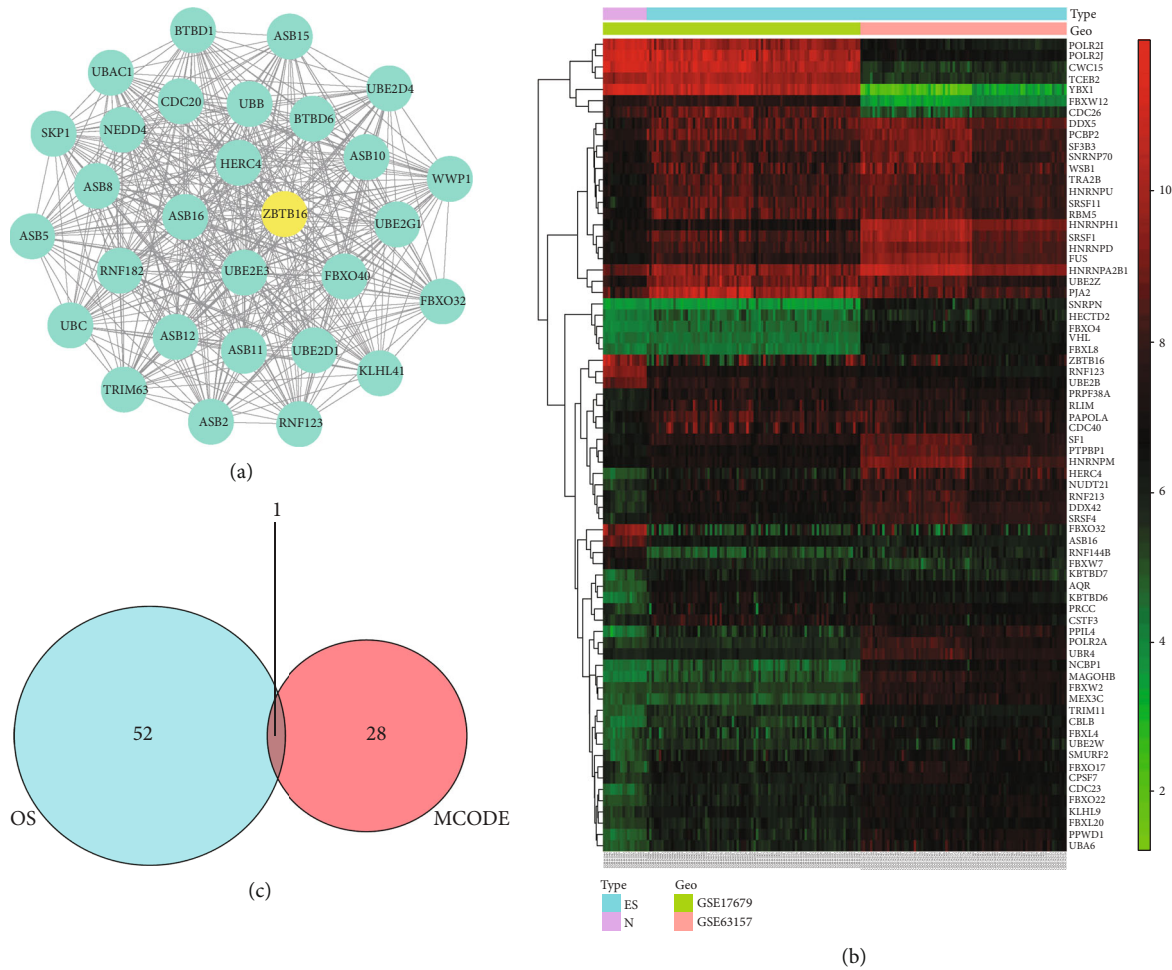 BTBD1
ASB15
UBAC1
CDC20
UBB
UBE2D4
SKP1
NEDD4
BTBD6
HERC4
ASB10
WWP1
ASB8
ASB16
ZBTB16
UBE2G1
ASB5
RNF182
UBE2E3
FBXO40
FBXO32
UBC
ASB12
ASB11
UBE2D1
KLHL41
TRIM63
ASB2
RNF123
(a)
1
52
28
OS
MCODE
(c)
Type
Geo
POLR2I
POLR2J
CWC15
TCEB2
YBX1
FBXW12
CDC26
DDX5
PCBP2
SF3B3
SNRNP70
WSB1
TRA2B
HNRNPU
SRSF11
RBM5
HNRNPH1
SRSF1
HNRNPD
FUS
HNRNPA2B1
UBE2Z
PJA2
SNRPN
HECTD2
FBXO4
VHL
FBXL8
ZBTB16
RNF123
UBE2B
PRPF38A
RLIM
PAPOLA
CDC40
SF1
PTPBP1
HNRNPM
HERC4
NUDT21
RNF213
DDX42
SRSF4
FBXO32
ASB16
RNF144B
FBXW7
KBTBD7
AQR
KBTBD6
PRCC
CSTF3
PPIL4
POLR2A
UBR4
NCBP1
MAGOHB
FBXW2
MEX3C
TRIM11
CBLB
FBXL4
UBE2W
SMURF2
FBXO17
CPSF7
CDC23
FBXO22
KLHL9
FBXL20
PPWD1
UBA6
10
8
6
4
2
Type
ES
N
Geo
GSE17679
GSE63157
(b)